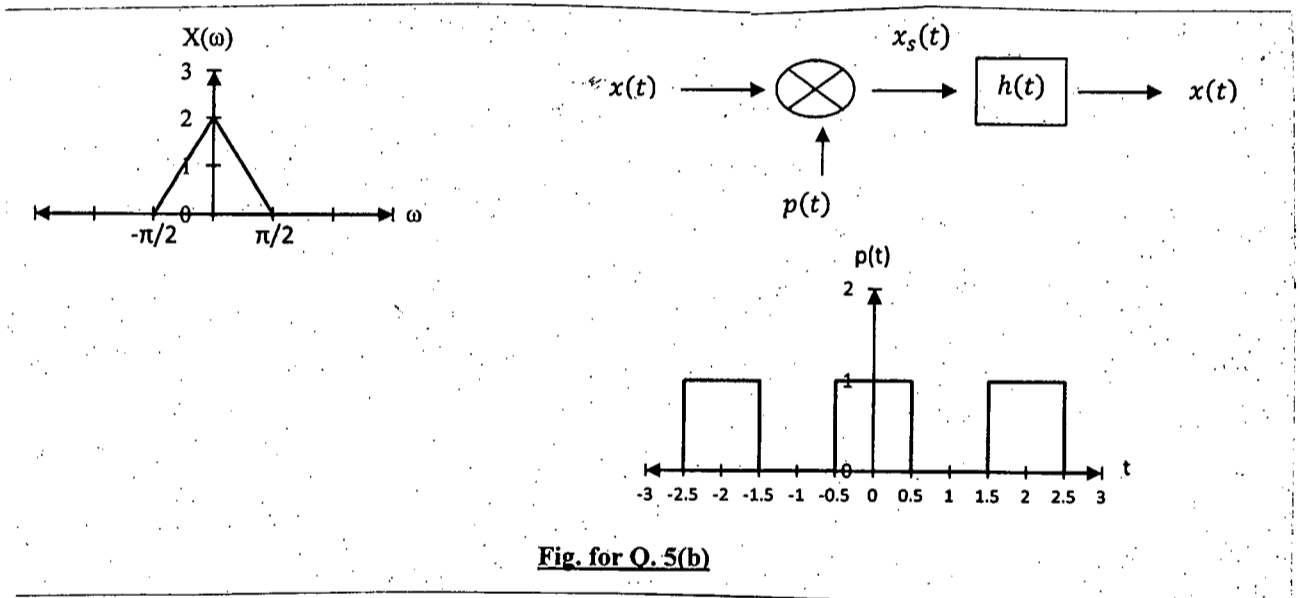 X(ω)
3
2
1
0
-π/2
π/2
ω
x(t)
x_s(t)
h(t)
x(t)
p(t)
p(t)
2
1
0
-3 -2.5 -2 -1.5 -1 -0.5 0 0.5 1 1.5 2 2.5 3
t
Fig. for Q. 5(b)